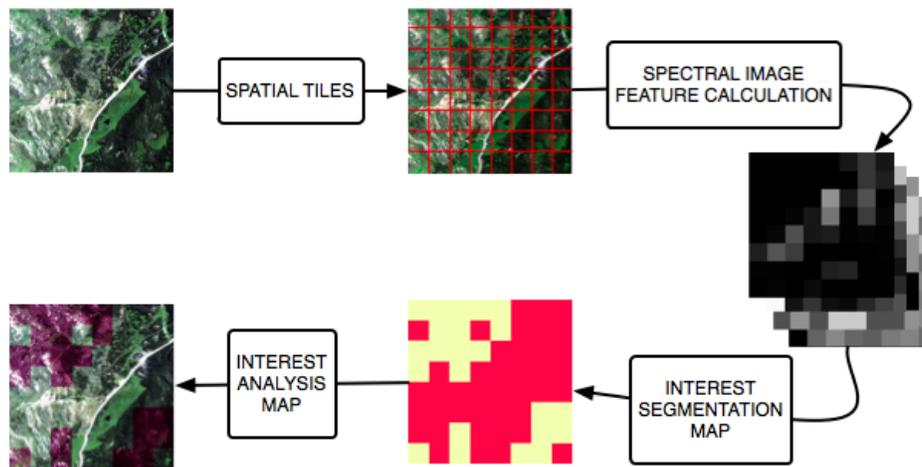 SPATIAL TILES
SPECTRAL IMAGE
FEATURE CALCULATION
INTEREST
SEGMENTATION
MAP
INTEREST
ANALYSIS
MAP